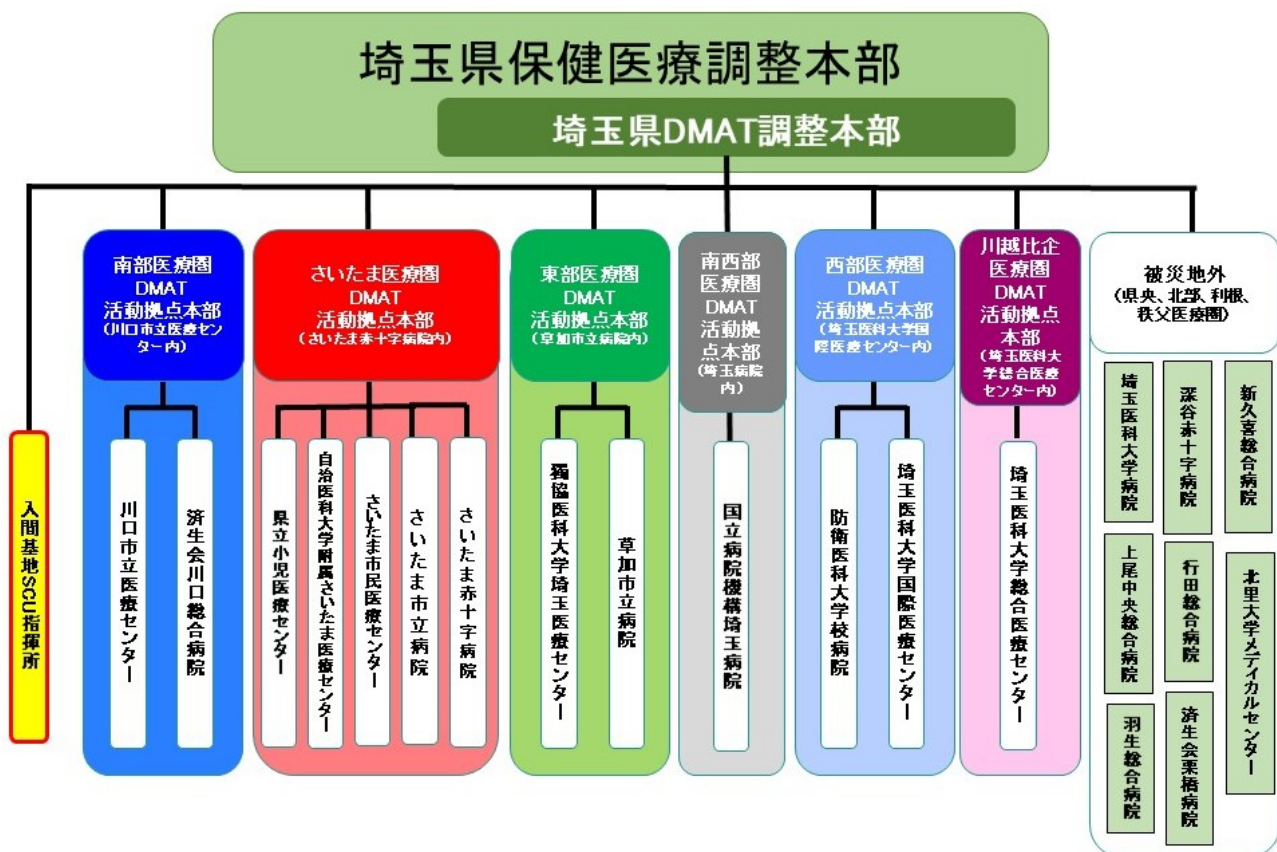 埼玉県保健医療調整本部
埼玉県DMAT調整本部
入間基地SCU指揮所
南部医療圏
DMAT
活動拠点本部
(川口市立医療セン
ター内)
川口市立医療センター
済生会川口総合病院
さいたま医療圏
DMAT
活動拠点本部
(さいたま赤十字病院内)
県立小児医療センター
自治医科大学附属さいたま医療センター
さいたま市民医療センター
さいたま市立病院
さいたま赤十字病院
東部医療圏
DMAT
活動拠点本部
(草加市立病院内)
獨協医科大学埼玉医療センター
草加市立病院
南西部
医療圏
DMAT
活動拠
点本部
(埼玉病院
内)
国立病院機構埼玉病院
西部医療圏
DMAT
活動拠点本部
(埼玉医科大学国
際医療センター内)
防衛医科大学校病院
埼玉医科大学国際医療センター
川越比企
医療圏
DMAT
活動拠点
本部
(埼玉医科大
学総合医療
センター内)
埼玉医科大学総合医療センター
被災地外
(県央、北部、利根、
秩父医療圏)
埼玉医科大学病院
深谷赤十字病院
新久喜総合病院
上尾中央総合病院
行田総合病院
北里大学メディカルセンター
羽生総合病院
済生会栗橋病院